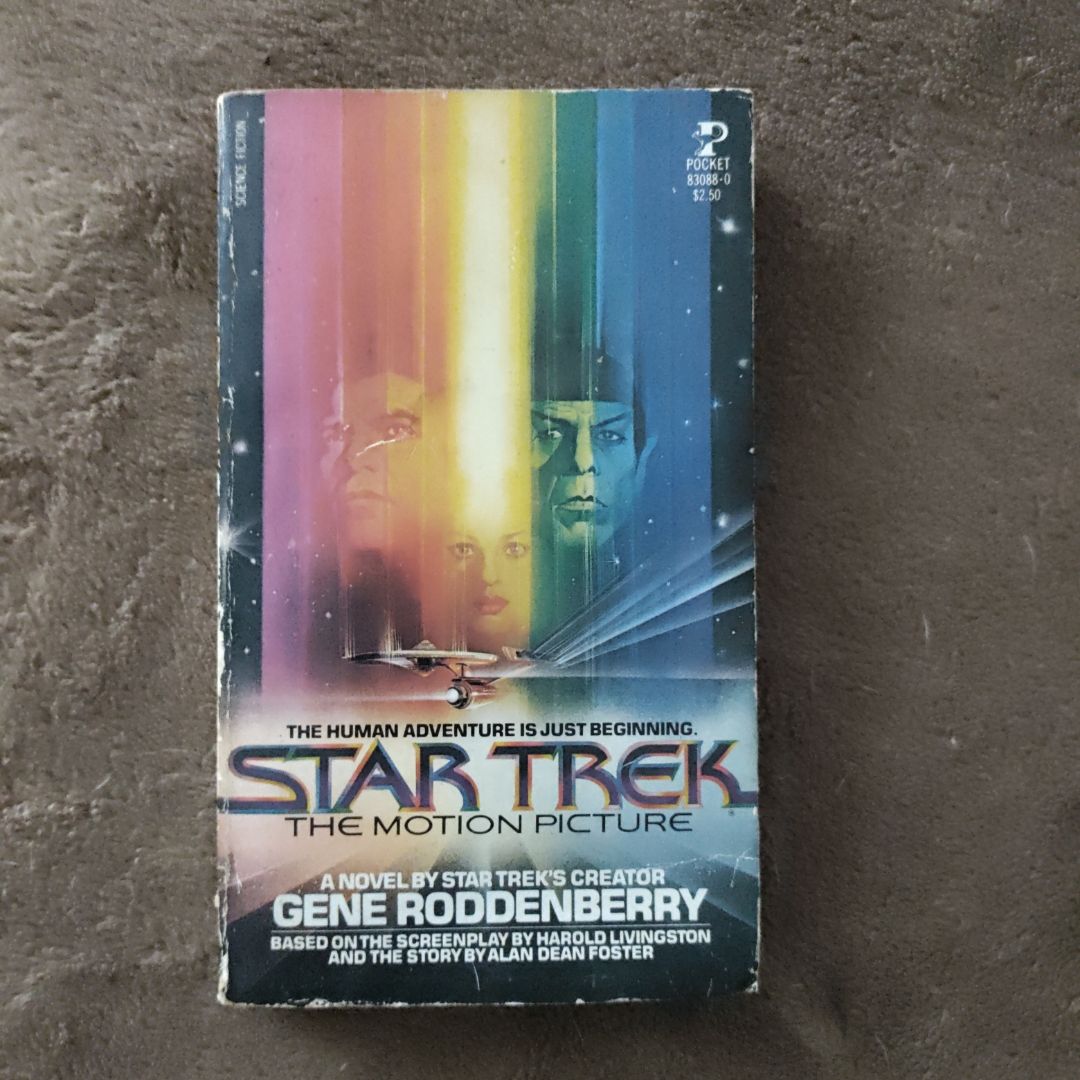 SCIENCE FICTION
P
POCKET
83088-0
$2.50
THE HUMAN ADVENTURE IS JUST BEGINNING.
STAR TREK®
THE MOTION PICTURE
A NOVEL BY STAR TREK'S CREATOR
GENE RODDENBERRY
BASED ON THE SCREENPLAY BY HAROLD LIVINGSTON
AND THE STORY BY ALAN DEAN FOSTER